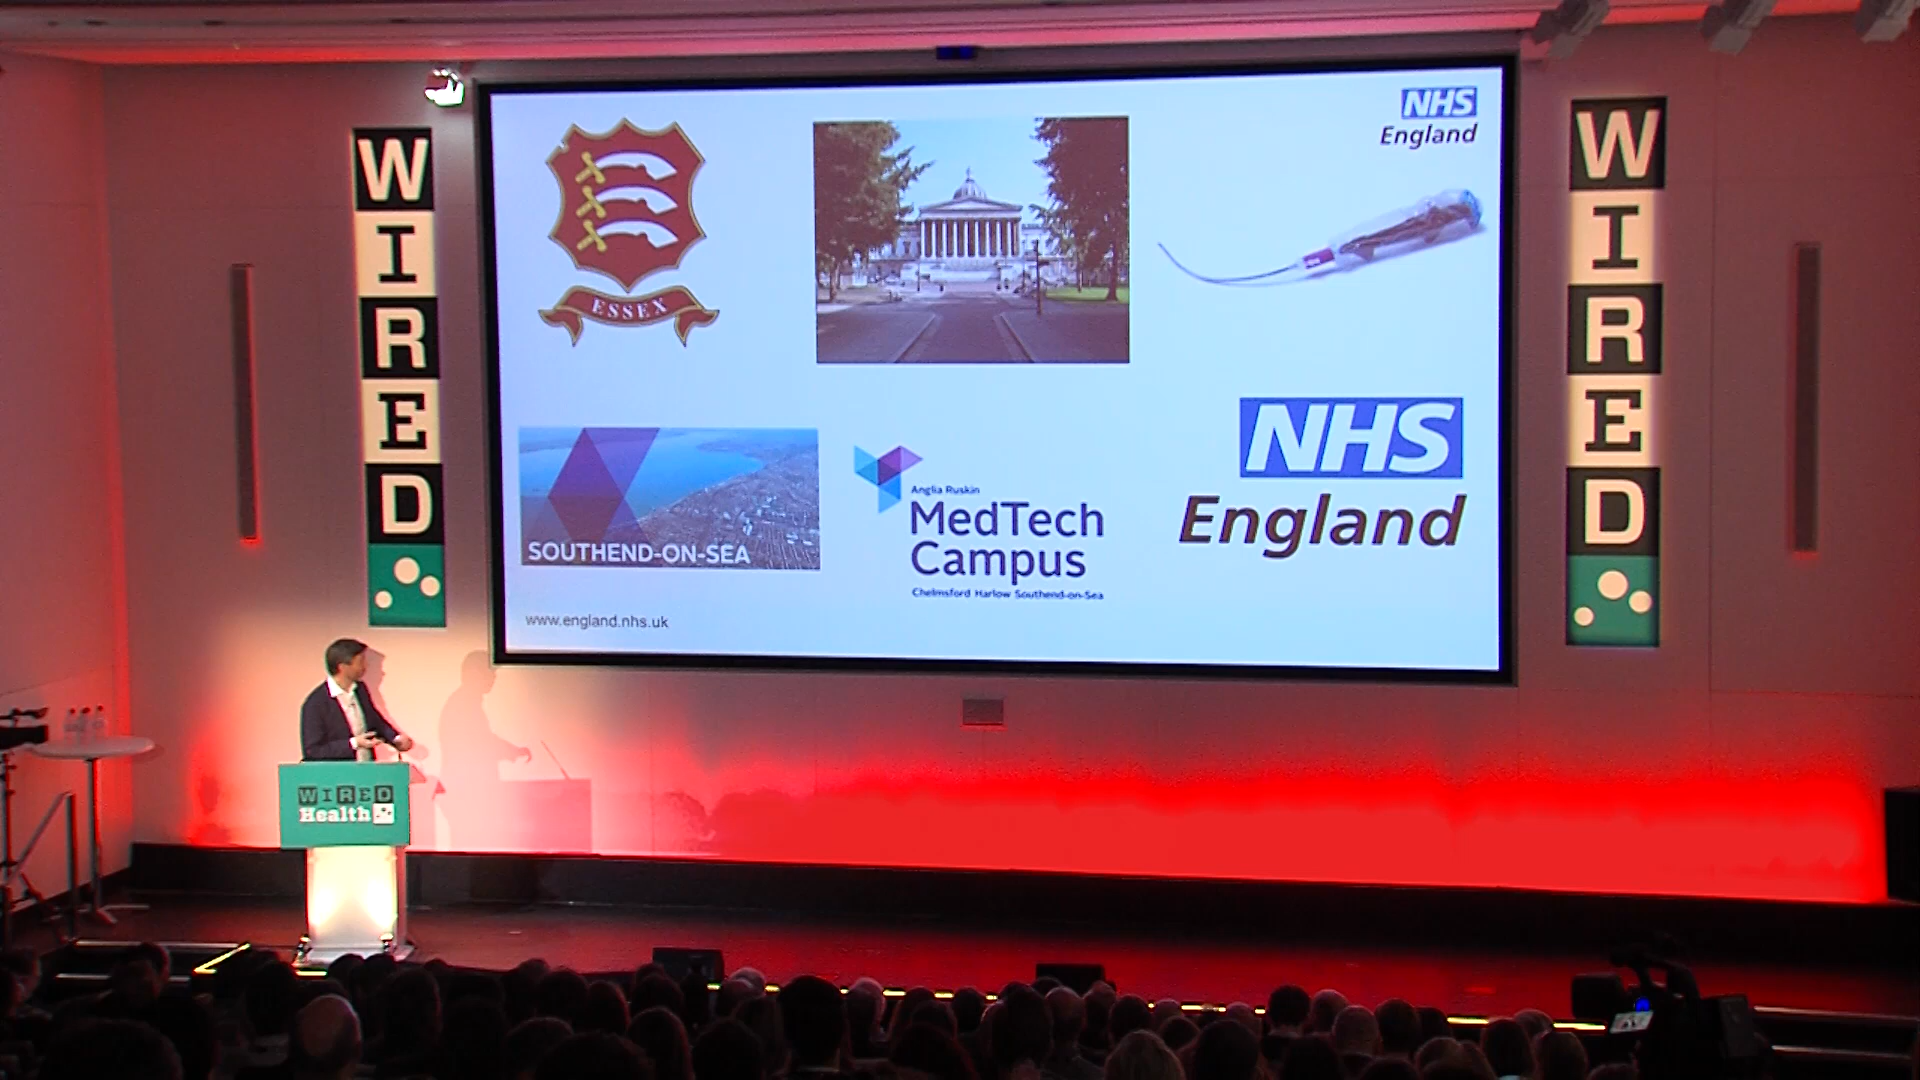 WIRED
ESSEX
NHS
England
SOUTHEND-ON-SEA
Anglia Ruskin
MedTech
Campus
Chelmsford Harlow Southend-on-Sea
NHS
England
www.england.nhs.uk
WIRED
WIRED
Health